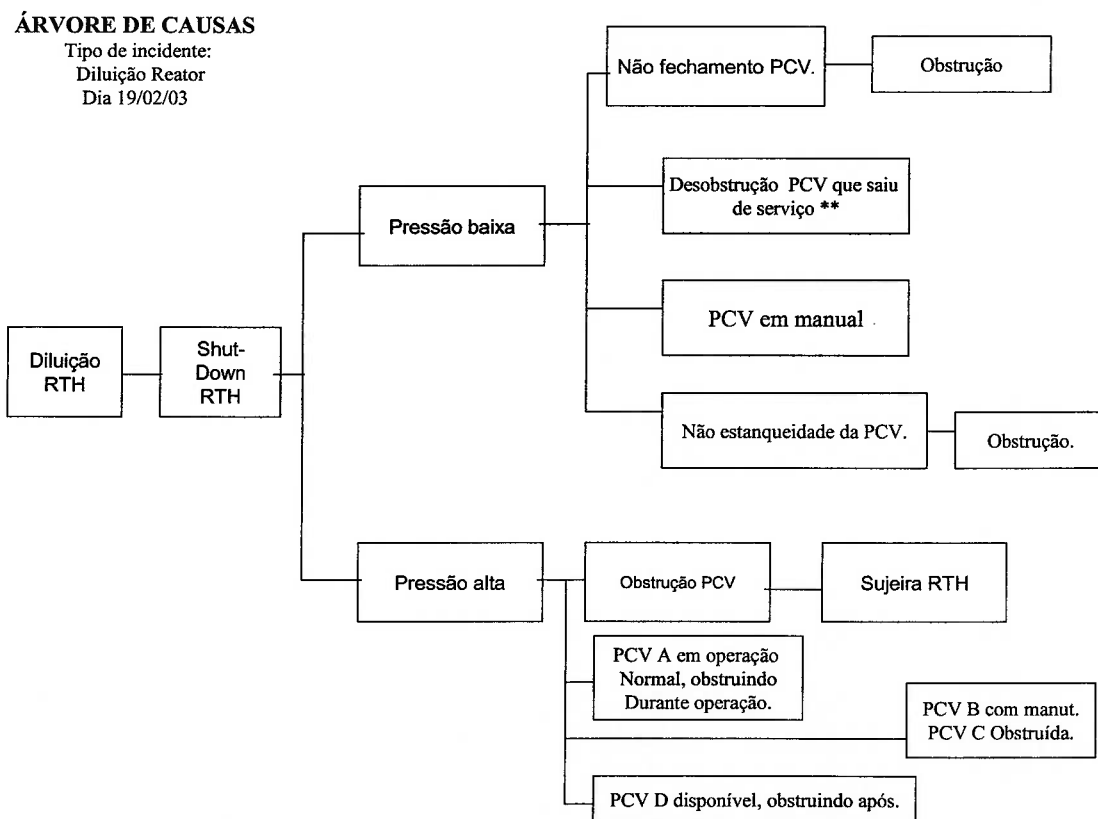 ÁRVORE DE CAUSAS
Tipo de incidente:
Diluição Reator
Dia 19/02/03
Não fechamento PCV.
Obstrução
Desobstrução PCV que saiu
de serviço **
Pressão baixa
PCV em manual
Diluição
RTH
Shut-
Down
RTH
Não estanqueidade da PCV.
Obstrução.
Pressão alta
Obstrução PCV
Sujeira RTH
PCV A em operação
Normal, obstruindo
Durante operação.
PCV B com manut.
PCV C Obstruída.
PCV D disponível, obstruindo após.